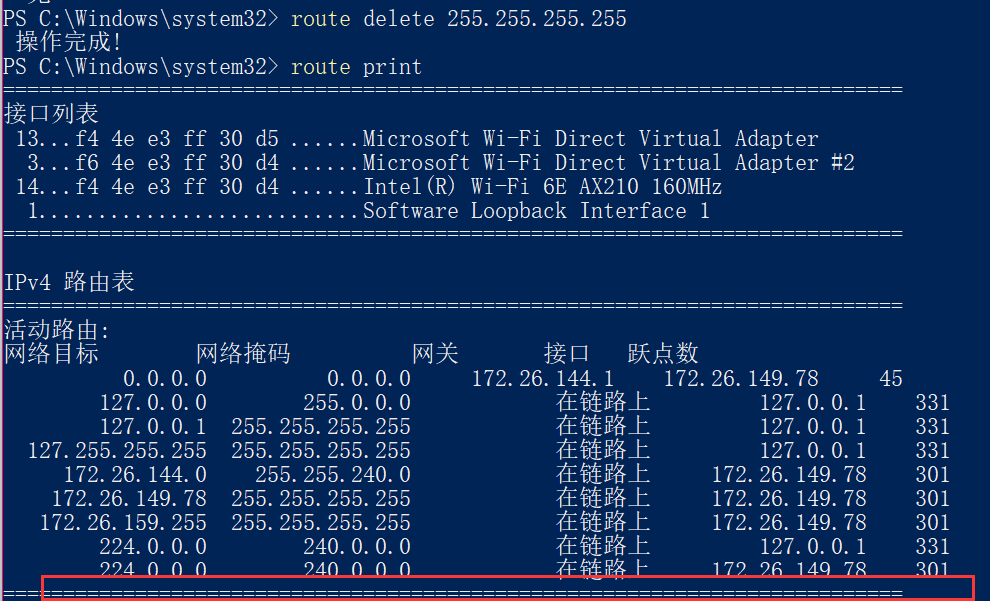 PS C:\Windows\system32> route delete 255.255.255.255
操作完成!
PS C:\Windows\system32> route print
===========================================================================
接口列表
13...f4 4e e3 ff 30 d5 ......Microsoft Wi-Fi Direct Virtual Adapter
3...f6 4e e3 ff 30 d4 ......Microsoft Wi-Fi Direct Virtual Adapter #2
14...f4 4e e3 ff 30 d4 ......Intel(R) Wi-Fi 6E AX210 160MHz
1...........................Software Loopback Interface 1
===========================================================================
IPv4 路由表
===========================================================================
活动路由:
网络目标 网络掩码 网关 接口 跃点数
0.0.0.0 0.0.0.0 172.26.144.1 172.26.149.78 45
127.0.0.0 255.0.0.0 在链路上 127.0.0.1 331
127.0.0.1 255.255.255.255 在链路上 127.0.0.1 331
127.255.255.255 255.255.255.255 在链路上 127.0.0.1 331
172.26.144.0 255.255.240.0 在链路上 172.26.149.78 301
172.26.149.78 255.255.255.255 在链路上 172.26.149.78 301
172.26.159.255 255.255.255.255 在链路上 172.26.149.78 301
224.0.0.0 240.0.0.0 在链路上 127.0.0.1 331
224.0.0.0 240.0.0.0 在链路上 172.26.149.78 301
===========================================================================